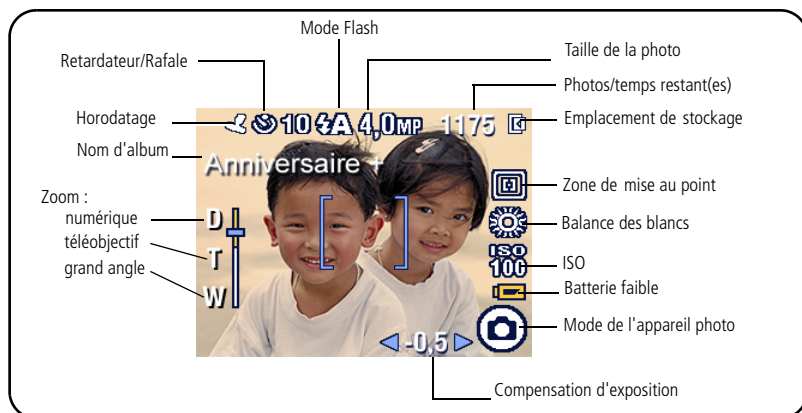 Mode Flash
Taille de la photo
Retardateur/Rafale
Photos/temps restant(es)
Horodatage
10 A 4,0MP 1175
Emplacement de stockage
Nom d'album
Anniversaire +
Zone de mise au point
Zoom :
numérique
D
Balance des blancs
téléobjectif
T
ISO
100
ISO
grand angle
W
Batterie faible
Mode de l'appareil photo
-0,5
Compensation d'exposition